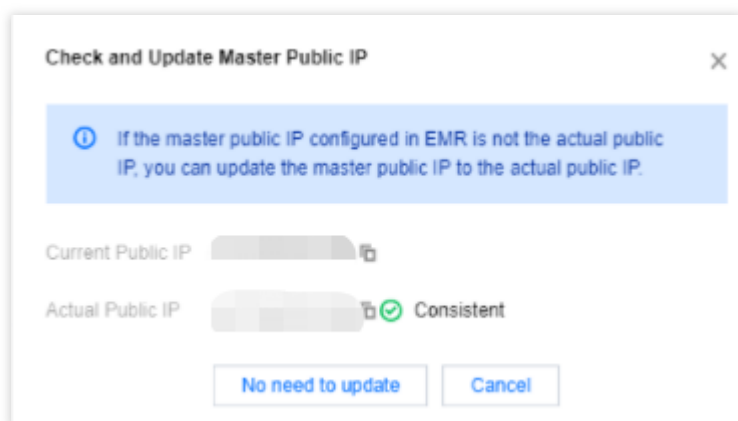 Check and Update Master Public IP
If the master public IP configured in EMR is not the actual public
IP, you can update the master public IP to the actual public IP.
Current Public IP
Actual Public IP Consistent
No need to update Cancel